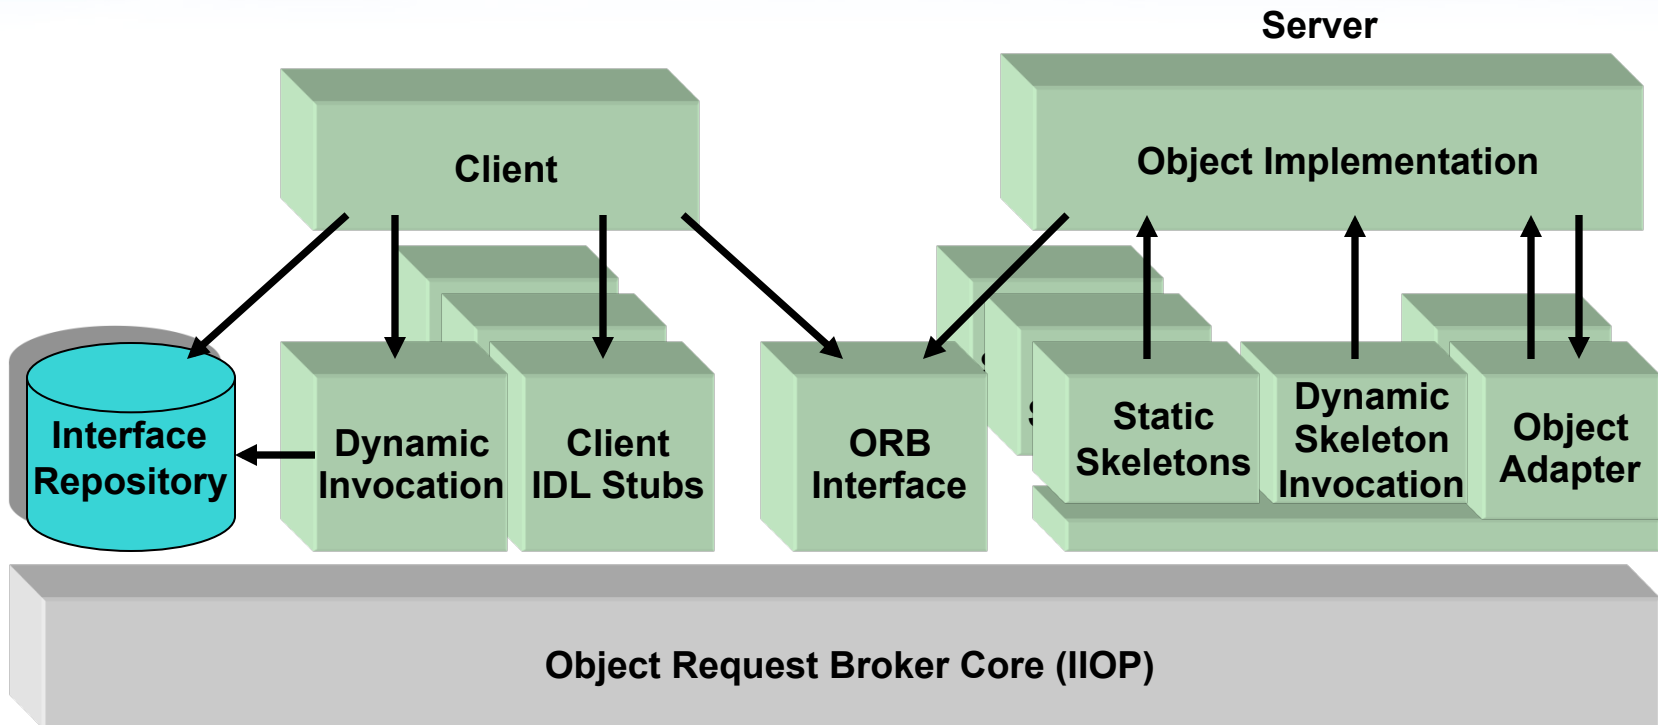 Server
Client
Object Implementation
Interface
Repository
Dynamic
Invocation
Client
IDL Stubs
ORB
Interface
Static
Skeletons
Dynamic
Skeleton
Invocation
Object
Adapter
Object Request Broker Core (IIOP)